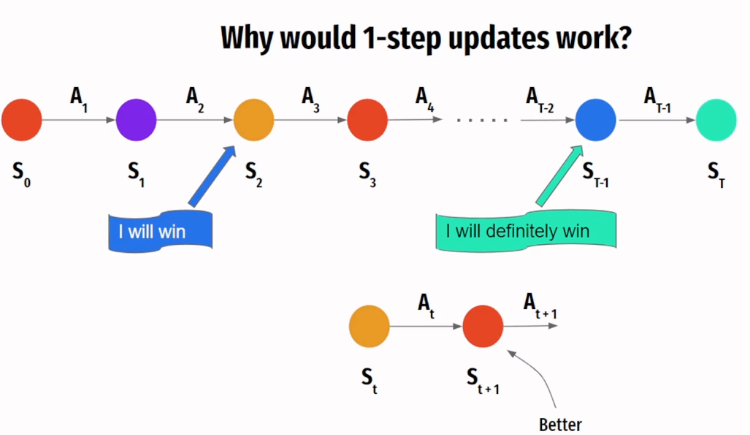 Why would 1-step updates work?
A1 A2 A3 A4 ..... AT-2 AT-1
S0 S1 S2 S3 ST-1 ST
I will win I will definitely win
At At+1
St St+1
Better